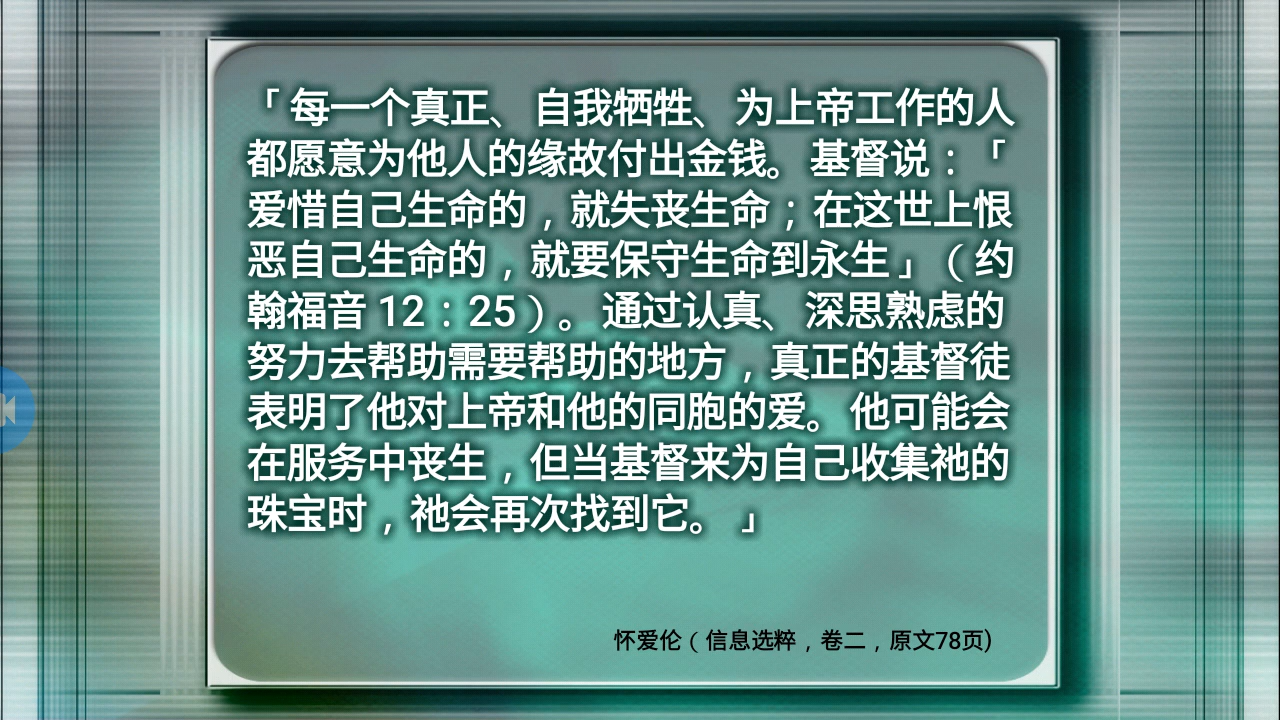 「 每一个真正、 自我牺牲、 为上帝工作的人
都愿意为他人的缘故付出金钱。 基督说：「
爱惜自己生命的，就失丧生命；在这世上恨
恶自己生命的，就要保守生命到永生」（约
翰福音 12：25）。 通过认真、 深思熟虑的
努力去帮助需要帮助的地方，真正的基督徒
表明了他对上帝和他的同胞的爱。 他可能会
在服务中丧生，但当基督来为自己收集祂的
珠宝时，祂会再次找到它。 」
怀爱伦（信息选粹，卷二，原文78页)